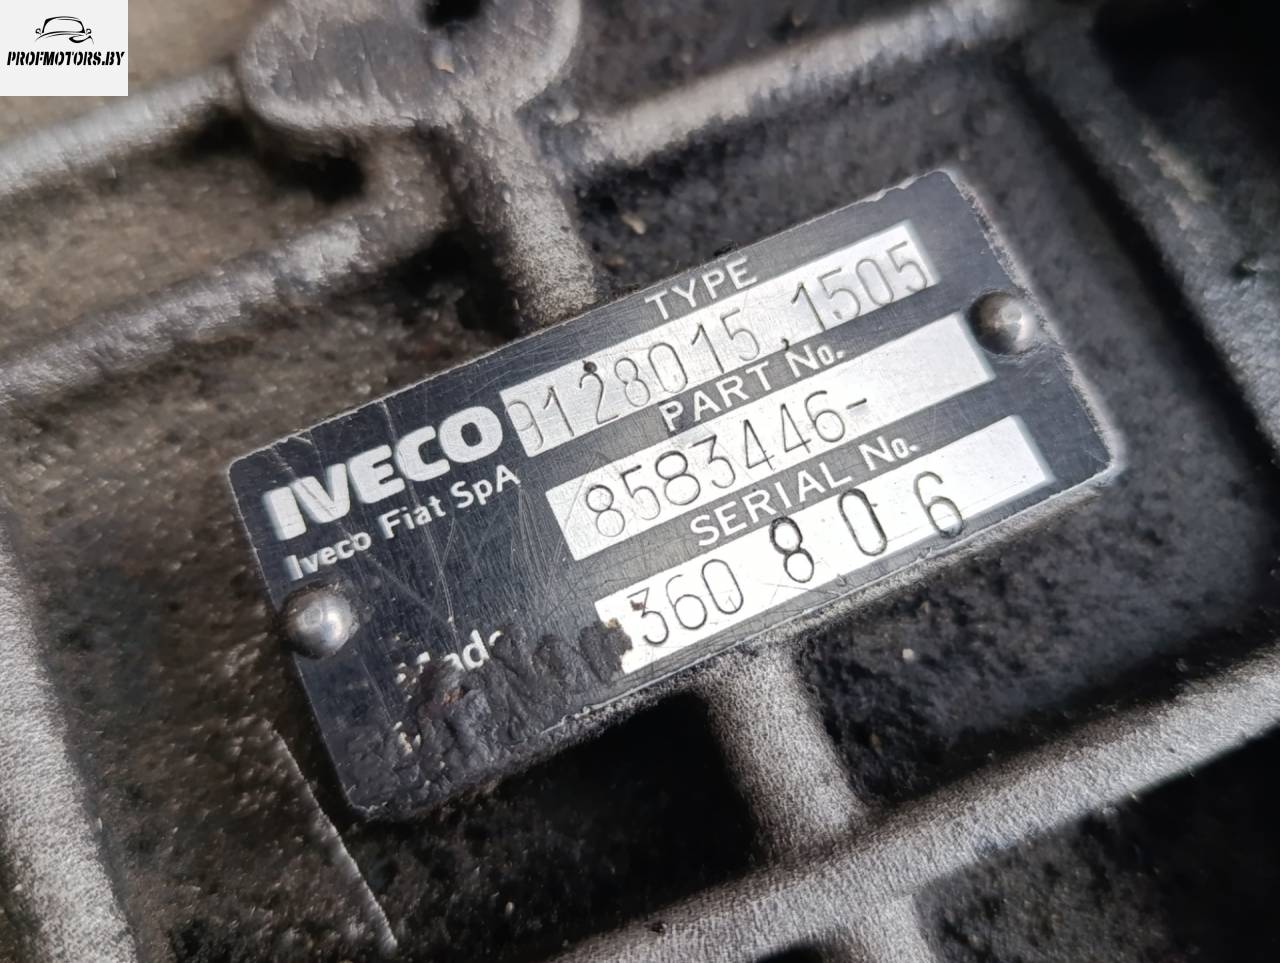 PROFMOTORS.BY
TYPE
9128015.1505
IVECO
PART No.
Iveco Fiat SpA
8583446-
SERIAL No.
360 8 0 6